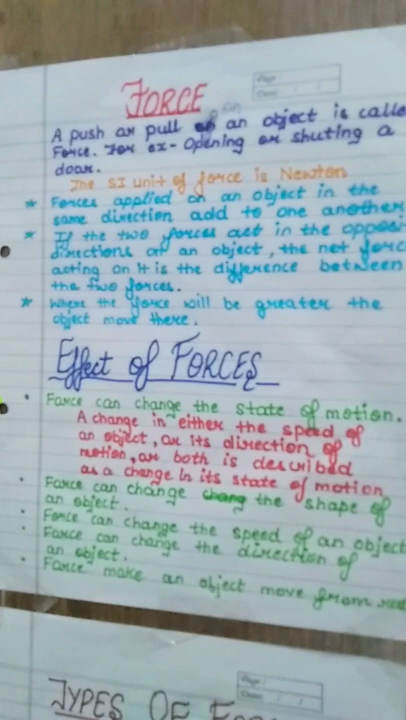 Page :
Date : / /
FORCE
on
A push or pull an object is calle
Force. For ex- Opening or shuting a
door.
The SI unit of force is Newton
* Forces applied on an object in the
same direction add to one another
* If the two forces act in the opposi
directions of an object, the net forc
acting on it is the difference between
the two forces.
* Where the force will be greater the
object move there.
Effect of FORCES
• Force can change the state of motion.
A change in either the speed of
an object, or its direction of
motion, or both is described
as a change in its state of motion
• Force can change the shape of
an object.
• Force can change the speed of an object
• Force can change the direction of
an object.
• Force make an object move from
Page :
Date : / /
TYPES OF